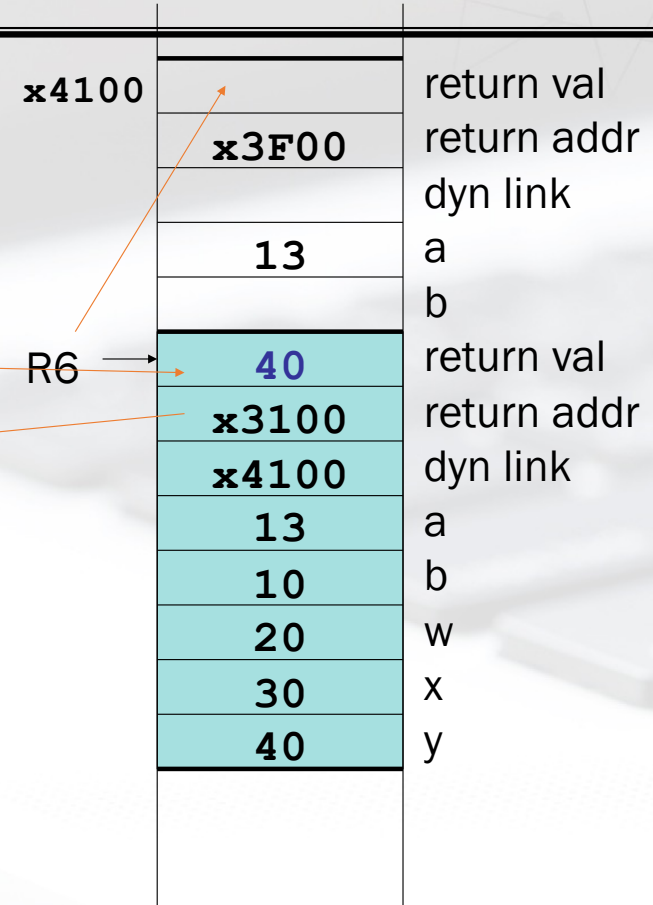 x4100 return val
x3F00 return addr
dyn link
13 a
b
R6 40 return val
x3100 return addr
x4100 dyn link
13 a
10 b
20 w
30 x
40 y